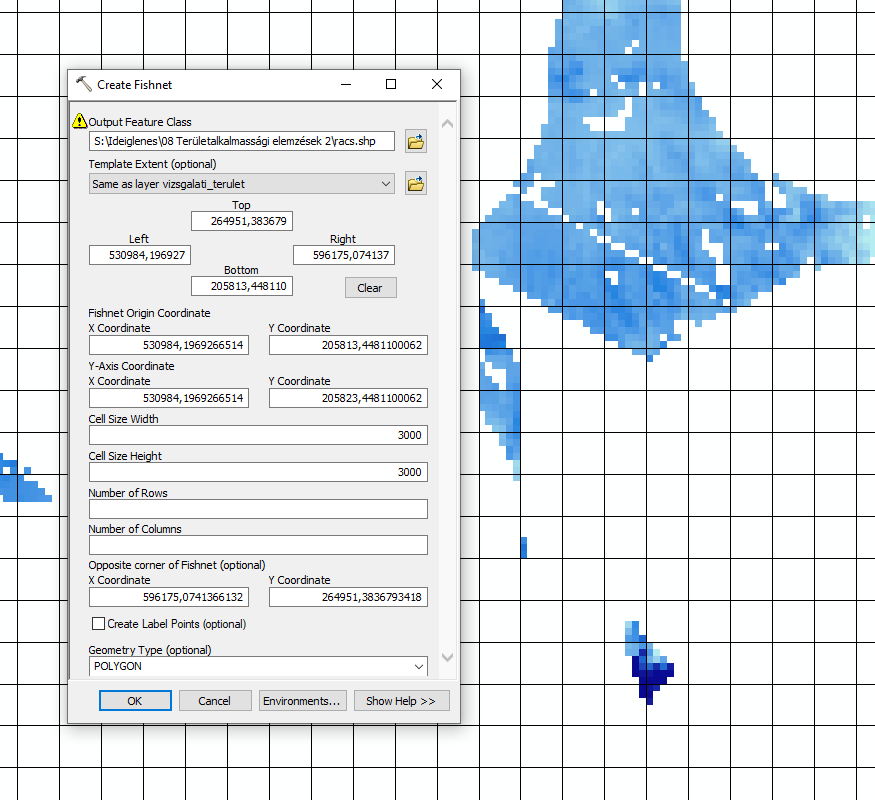 Create Fishnet
Output Feature Class
S:\Ideiglenes\08 Területalkalmassági elemzések 2\racs.shp
Template Extent (optional)
Same as layer vizsgalati_terulet
Top
264951,383679
Left Right
530984,196927 596175,074137
Bottom
205813,448110 Clear
Fishnet Origin Coordinate
X Coordinate Y Coordinate
530984,1969266514 205813,4481100062
Y-Axis Coordinate
X Coordinate Y Coordinate
530984,1969266514 205823,4481100062
Cell Size Width
3000
Cell Size Height
3000
Number of Rows
Number of Columns
Opposite corner of Fishnet (optional)
X Coordinate Y Coordinate
596175,0741366132 264951,3836793418
Create Label Points (optional)
Geometry Type (optional)
POLYGON
OK Cancel Environments... Show Help >>